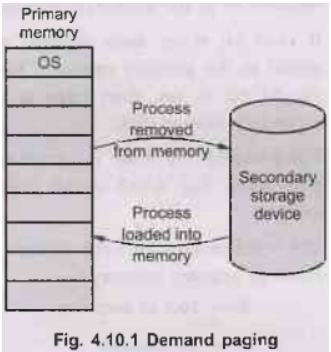 Primary
memory
OS
Process
removed
from memory
Secondary
storage
device
Process
loaded into
memory
Fig. 4.10.1 Demand paging